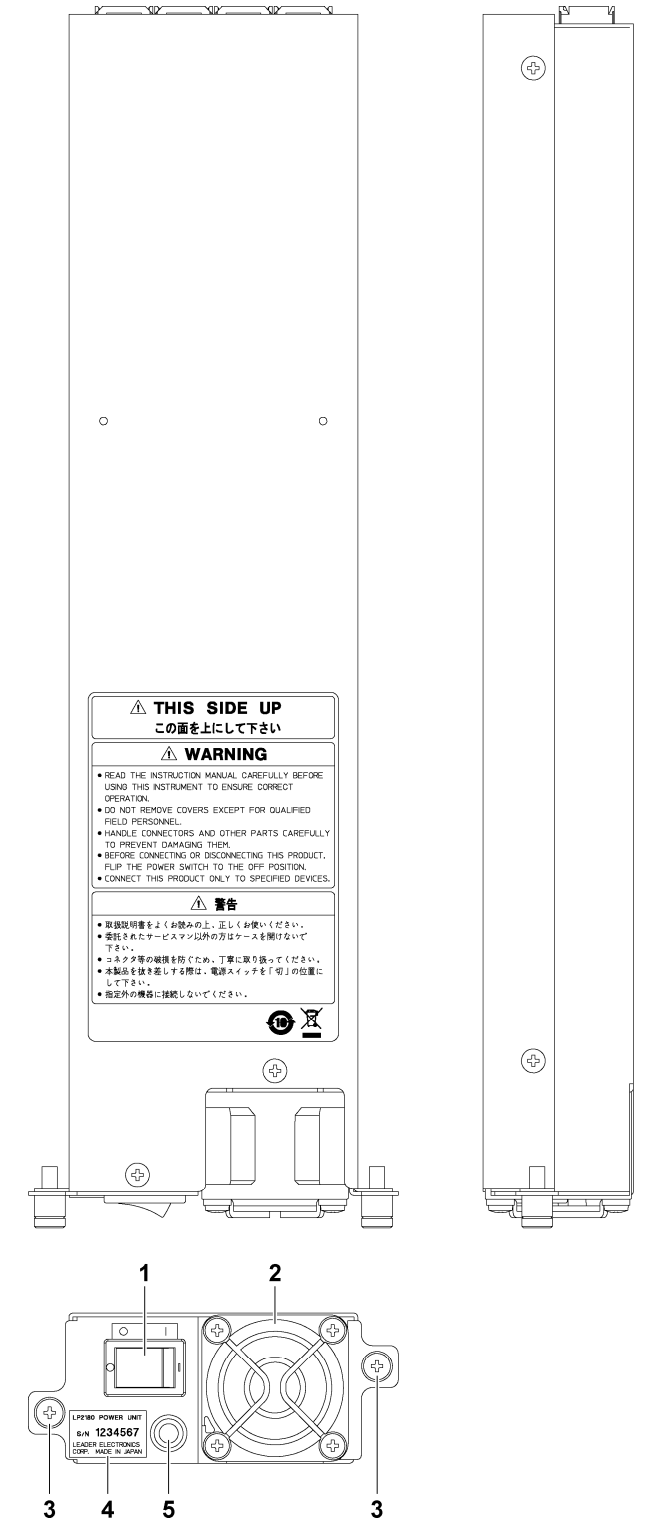 THIS SIDE UP
この面を上にして下さい
WARNING
● READ THE INSTRUCTION MANUAL CAREFULLY BEFORE
USING THIS INSTRUMENT TO ENSURE CORRECT
OPERATION.
● DO NOT REMOVE COVERS EXCEPT FOR QUALIFIED
FIELD PERSONNEL.
● HANDLE CONNECTORS AND OTHER PARTS CAREFULLY
TO PREVENT DAMAGING THEM.
● BEFORE CONNECTING OR DISCONNECTING THIS PRODUCT,
FLIP THE POWER SWITCH TO THE OFF POSITION.
● CONNECT THIS PRODUCT ONLY TO SPECIFIED DEVICES.
警告
● 取扱説明書をよくお読みの上、正しくお使いください。
● 委託されたサービスマン以外の方はケースを開けないで
下さい。
● コネクタ等の破損を防ぐため、丁寧に取り扱ってください。
● 本製品を抜き差しする際は、電源スイッチを「切」の位置に
して下さい。
● 指定外の機器に接続しないでください。
10
1
2
LP2180 POWER UNIT
S/N 1234567
LEADER ELECTRONICS
CORP. MADE IN JAPAN
3
3
4
5